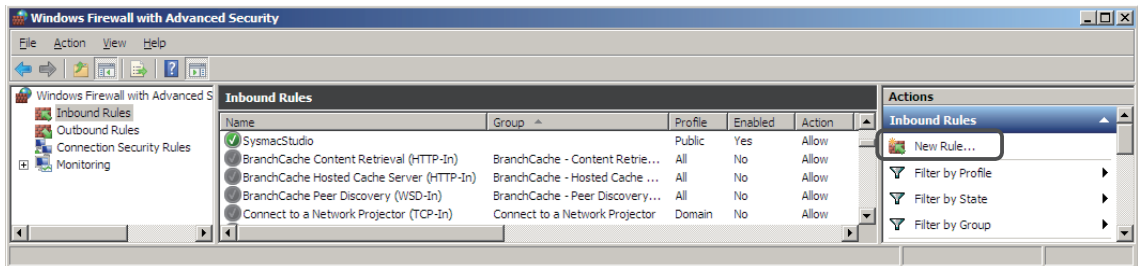 Windows Firewall with Advanced Security
File Action View Help
Windows Firewall with Advanced S
Inbound Rules
Outbound Rules
Connection Security Rules
Monitoring
Inbound Rules
Name Group Profile Enabled Action
SysmacStudio Public Yes Allow
BranchCache Content Retrieval (HTTP-In) BranchCache - Content Retrie... All No Allow
BranchCache Hosted Cache Server (HTTP-In) BranchCache - Hosted Cache ... All No Allow
BranchCache Peer Discovery (WSD-In) BranchCache - Peer Discovery... All No Allow
Connect to a Network Projector (TCP-In) Connect to a Network Projector Domain No Allow
Actions
Inbound Rules
New Rule...
Filter by Profile
Filter by State
Filter by Group